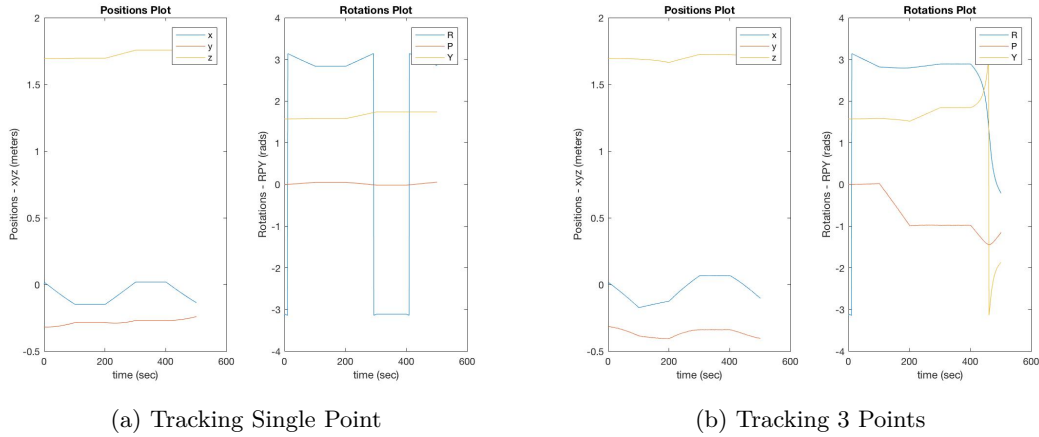 Positions Plot
x
y
z
Positions - xyz (meters)
2
1.5
1
0.5
0
-0.5
0
200
400
600
time (sec)
Rotations Plot
R
P
Y
Rotations - RPY (rads)
4
3
2
1
0
-1
-2
-3
-4
0
200
400
600
time (sec)
(a) Tracking Single Point
Positions Plot
x
y
z
Positions - xyz (meters)
2
1.5
1
0.5
0
-0.5
0
200
400
600
time (sec)
Rotations Plot
R
P
Y
Rotations - RPY (rads)
4
3
2
1
0
-1
-2
-3
-4
0
200
400
600
time (sec)
(b) Tracking 3 Points